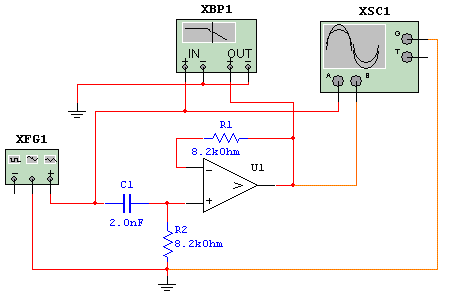 XBP1
XSC1
G
T
IN
OUT
A
B
XFG1
R1
8.2kOhm
U1
C1
2.0nF
R2
8.2kOhm